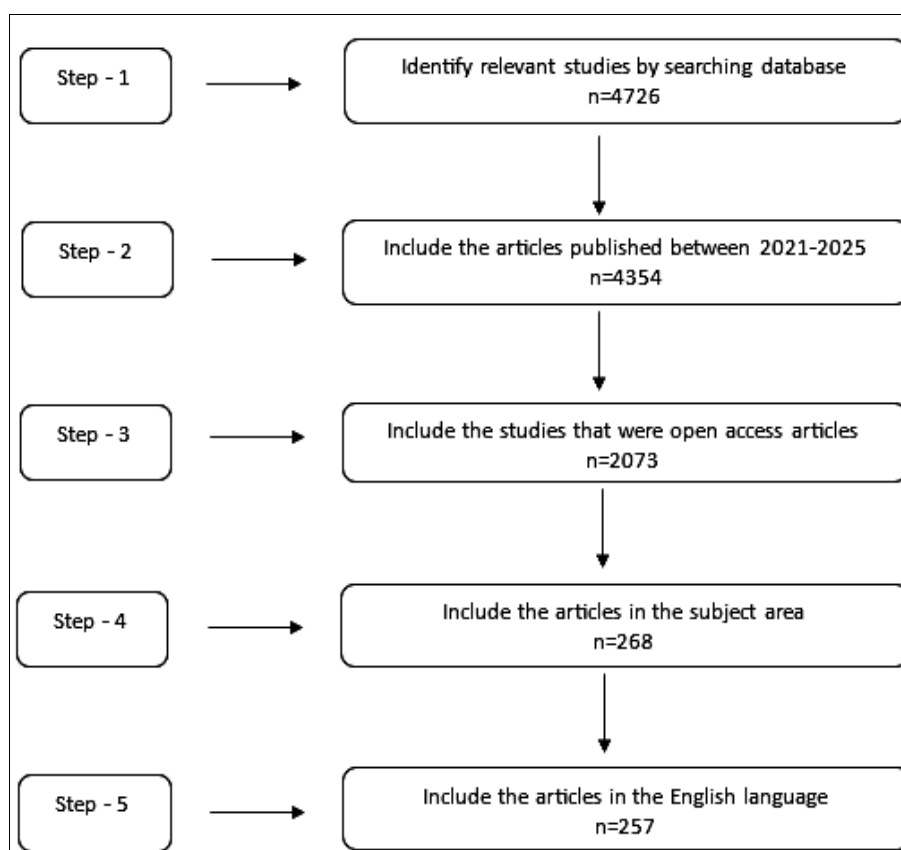 Step - 1
Identify relevant studies by searching database
n=4726
Step - 2
Include the articles published between 2021-2025
n=4354
Step - 3
Include the studies that were open access articles
n=2073
Step - 4
Include the articles in the subject area
n=268
Step - 5
Include the articles in the English language
n=257